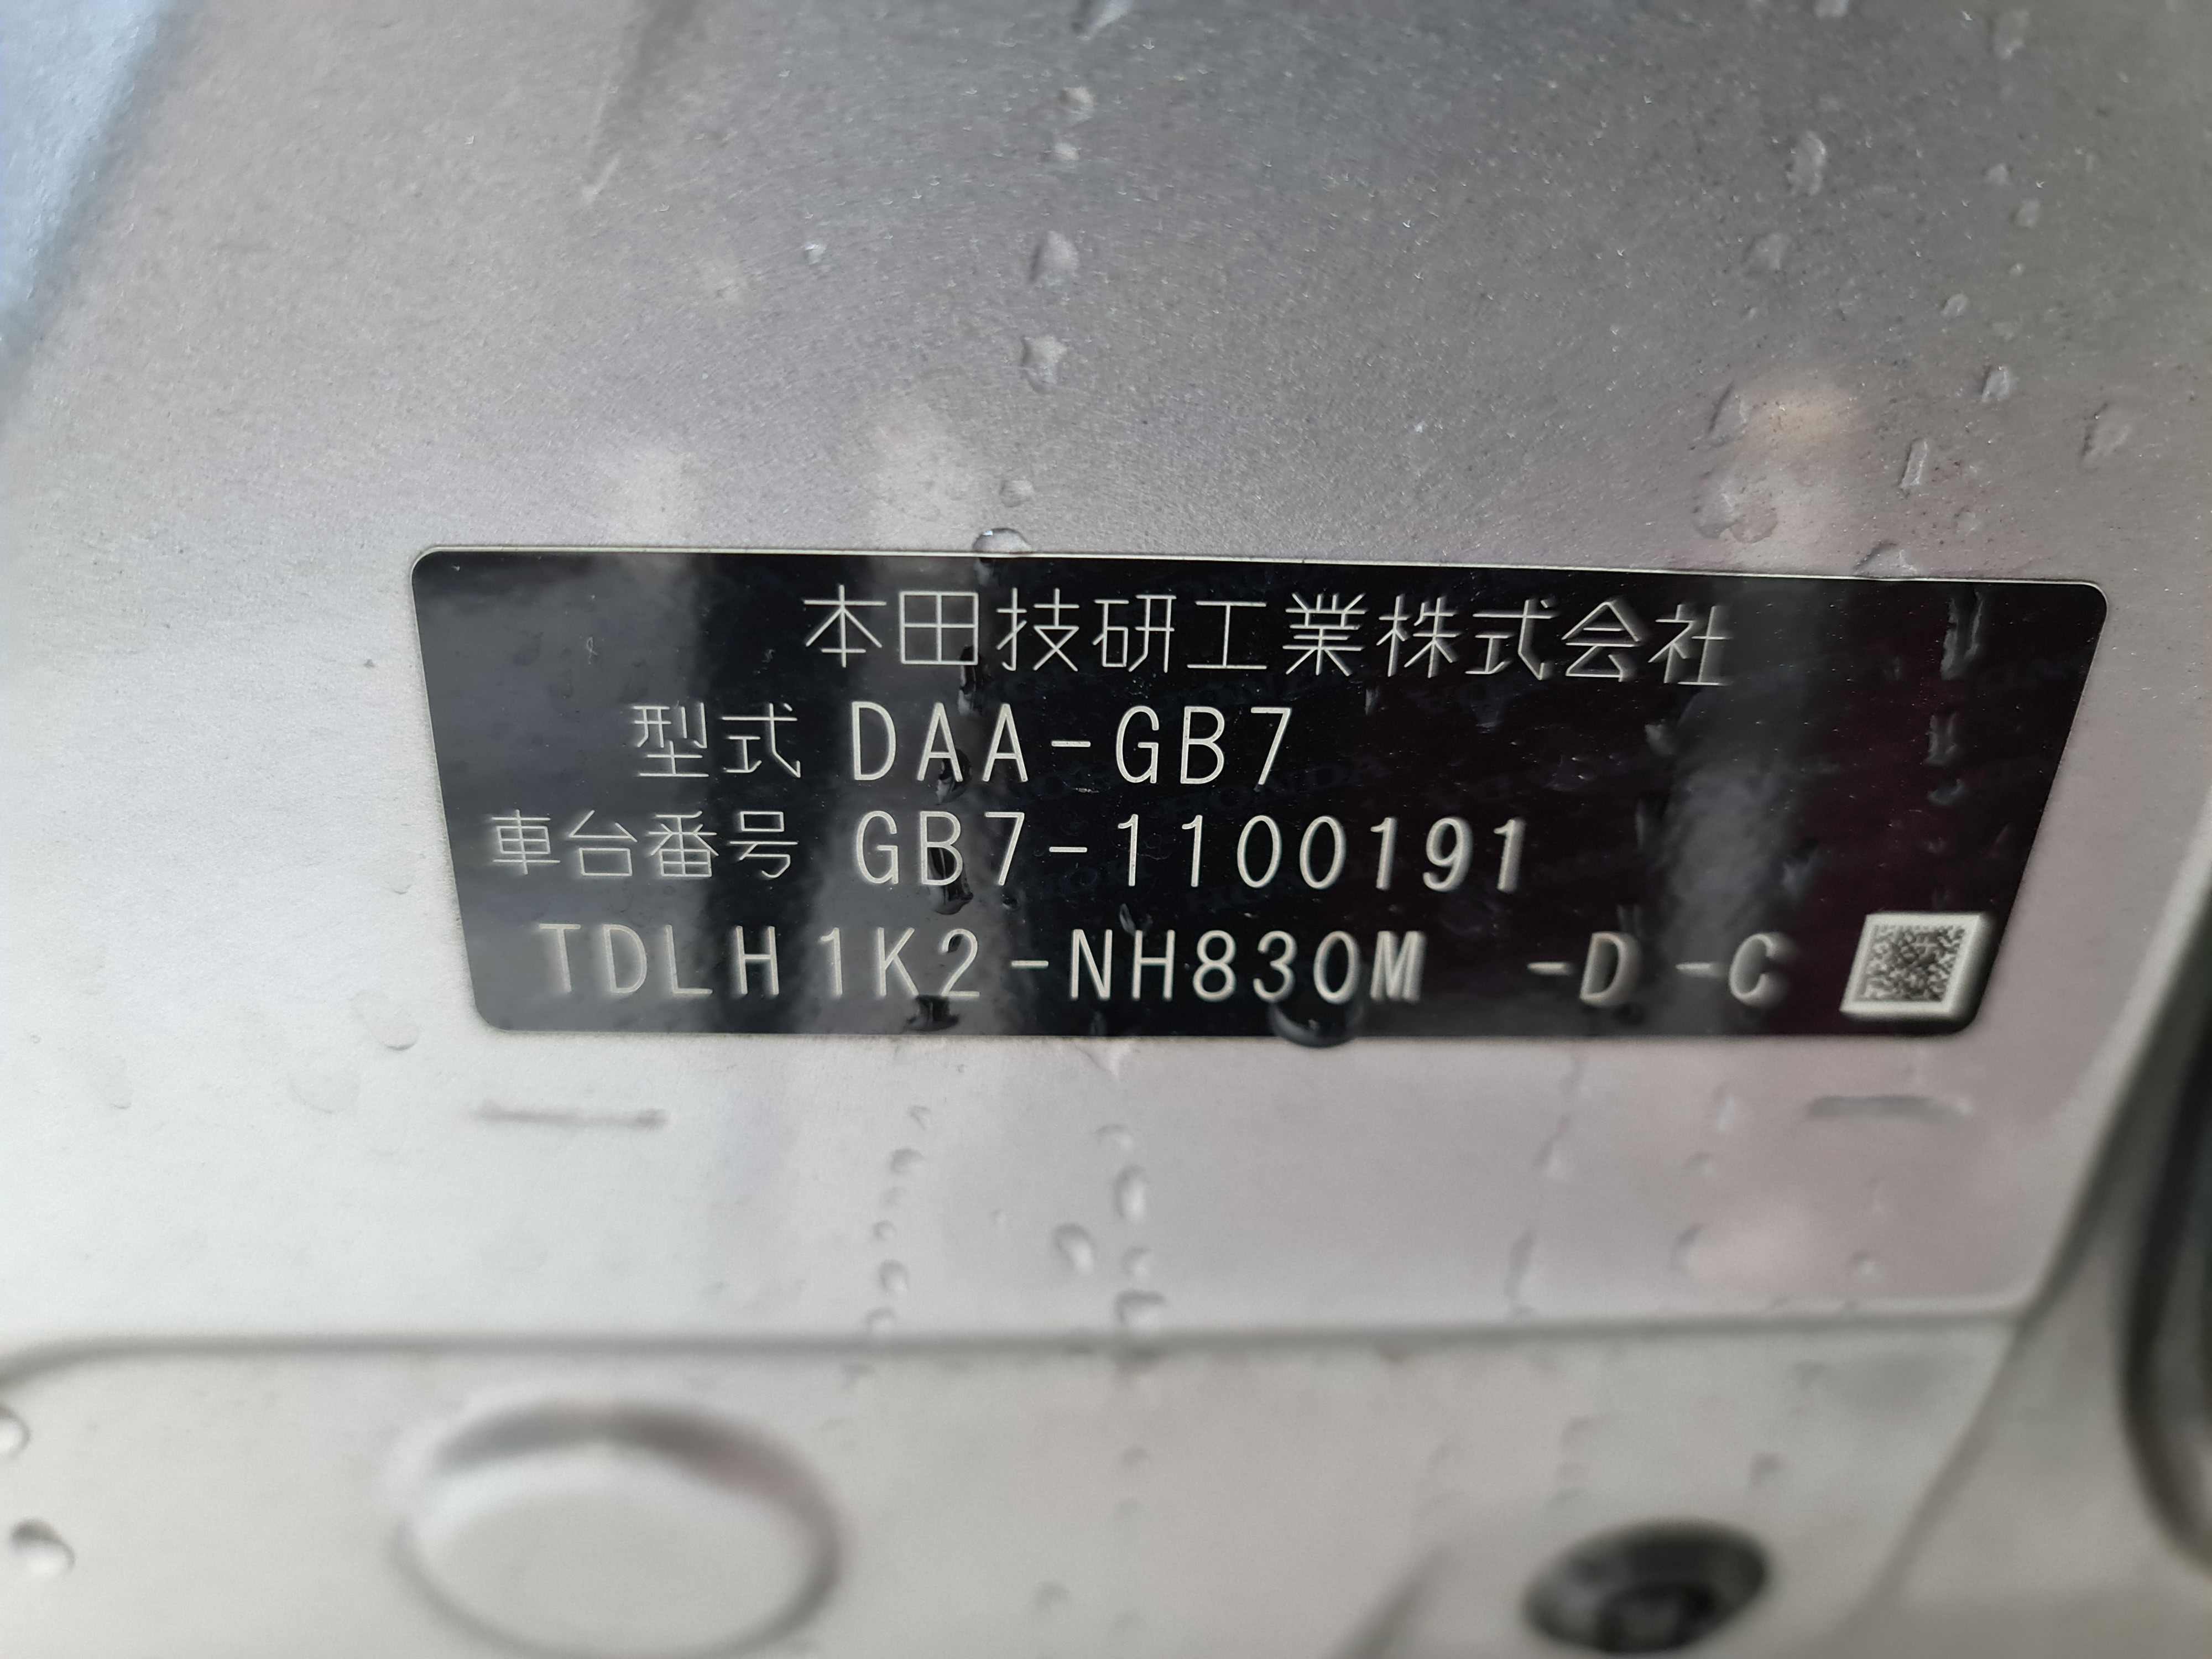 本田技研工業株式会社
型式 DAA-GB7
車台番号 GB7-1100191
TDLH1K2-NH830M -D -C